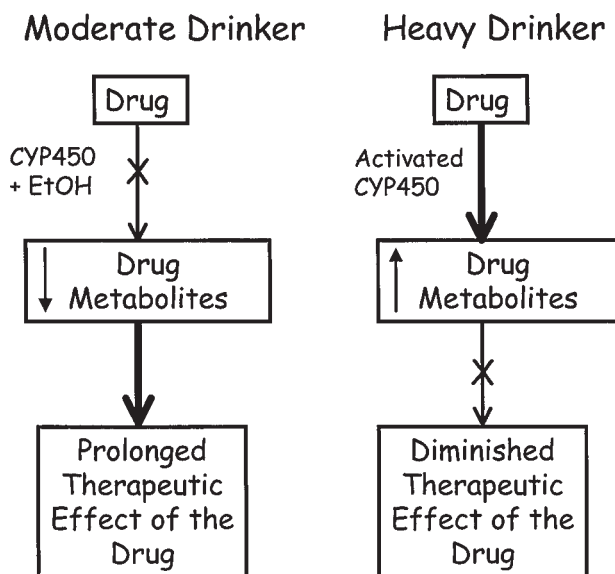 Moderate Drinker
Drug
CYP450
+ EtOH
Drug
Metabolites
Prolonged
Therapeutic
Effect of the
Drug
Heavy Drinker
Drug
Activated
CYP450
Drug
Metabolites
Diminished
Therapeutic
Effect of the
Drug